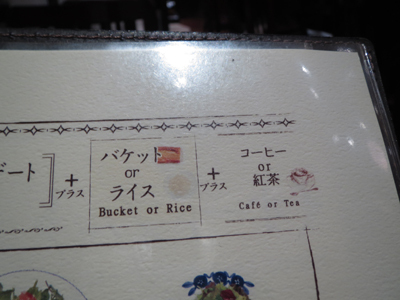 デート
+
プラス
バケット
or
ライス
Bucket or Rice
+
プラス
コーヒー
or
紅茶
Café or Tea